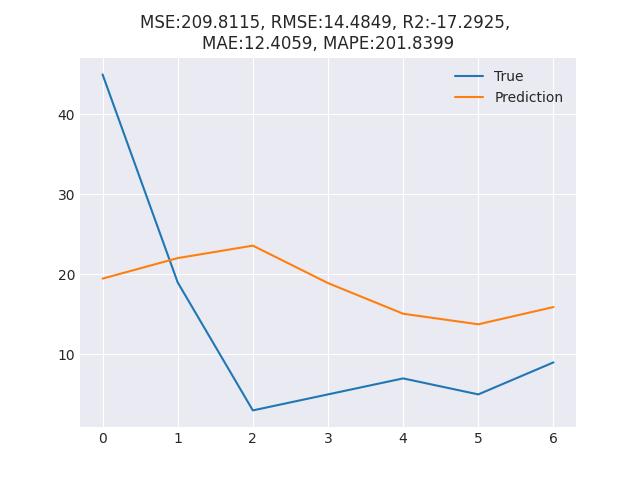 MSE:209.8115, RMSE:14.4849, R2:-17.2925,
MAE:12.4059, MAPE:201.8399
True
Prediction
40
30
20
10
0 1 2 3 4 5 6